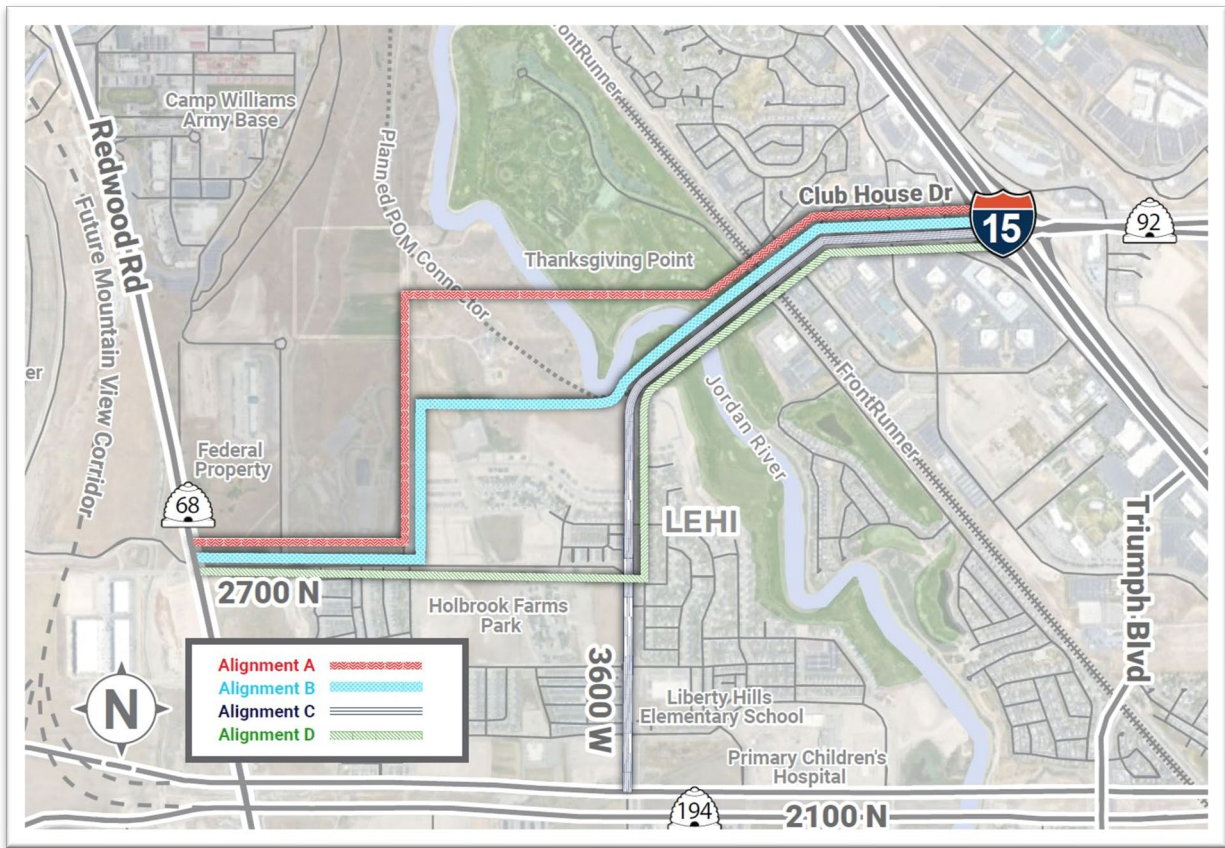 Camp Williams
Army Base
Redwood Rd
Future Mountain View Corridor
Planned POM Connector
FrontRunner
Club House Dr
15
92
Thanksgiving Point
er
Federal
Property
68
Jordan River
FrontRunner
LEHI
Triumph Blvd
2700 N
Holbrook Farms
Park
Alignment A
Alignment B
Alignment C
Alignment D
N
3600 W
Liberty Hills
Elementary School
Primary Children's
Hospital
194
2100 N